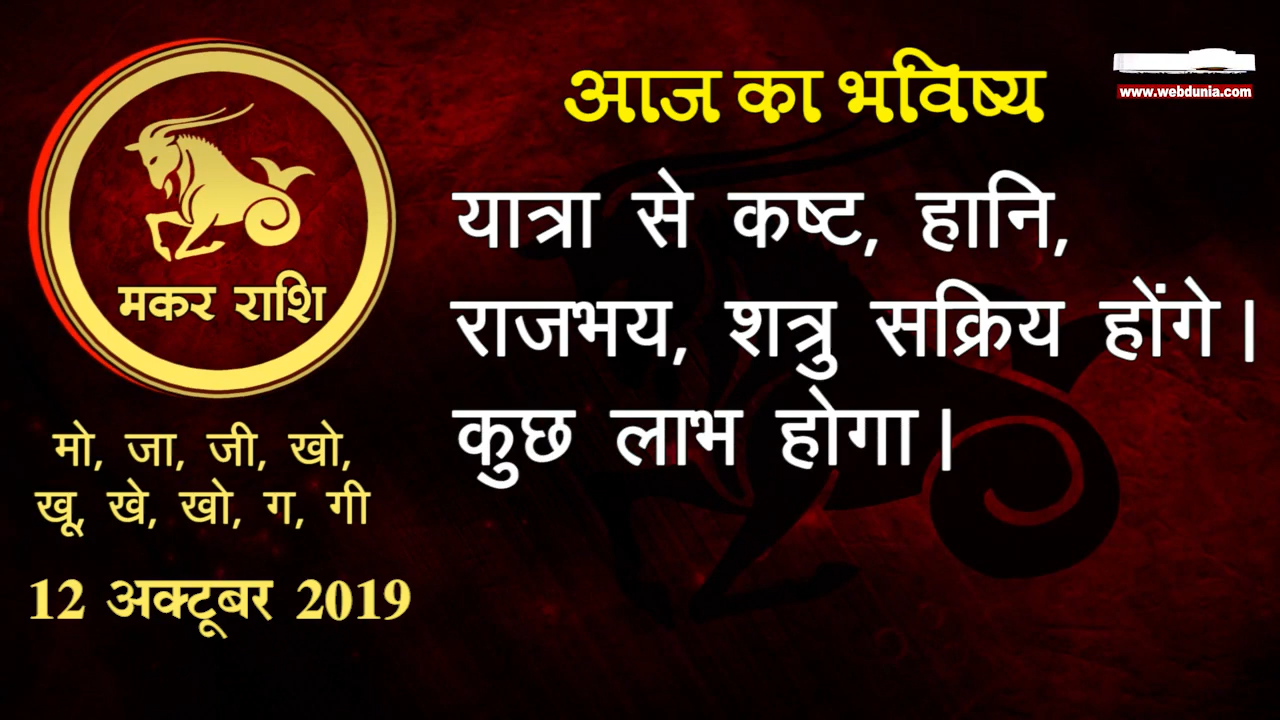 आज का भविष्य
www.webdunia.com
यात्रा से कष्ट, हानि,
राजभय, शत्रु सक्रिय होंगे |
कुछ लाभ होगा |
मकर राशि
मो, जा, जी, खो,
खू, खे, खो, ग, गी
12 अक्टूबर 2019